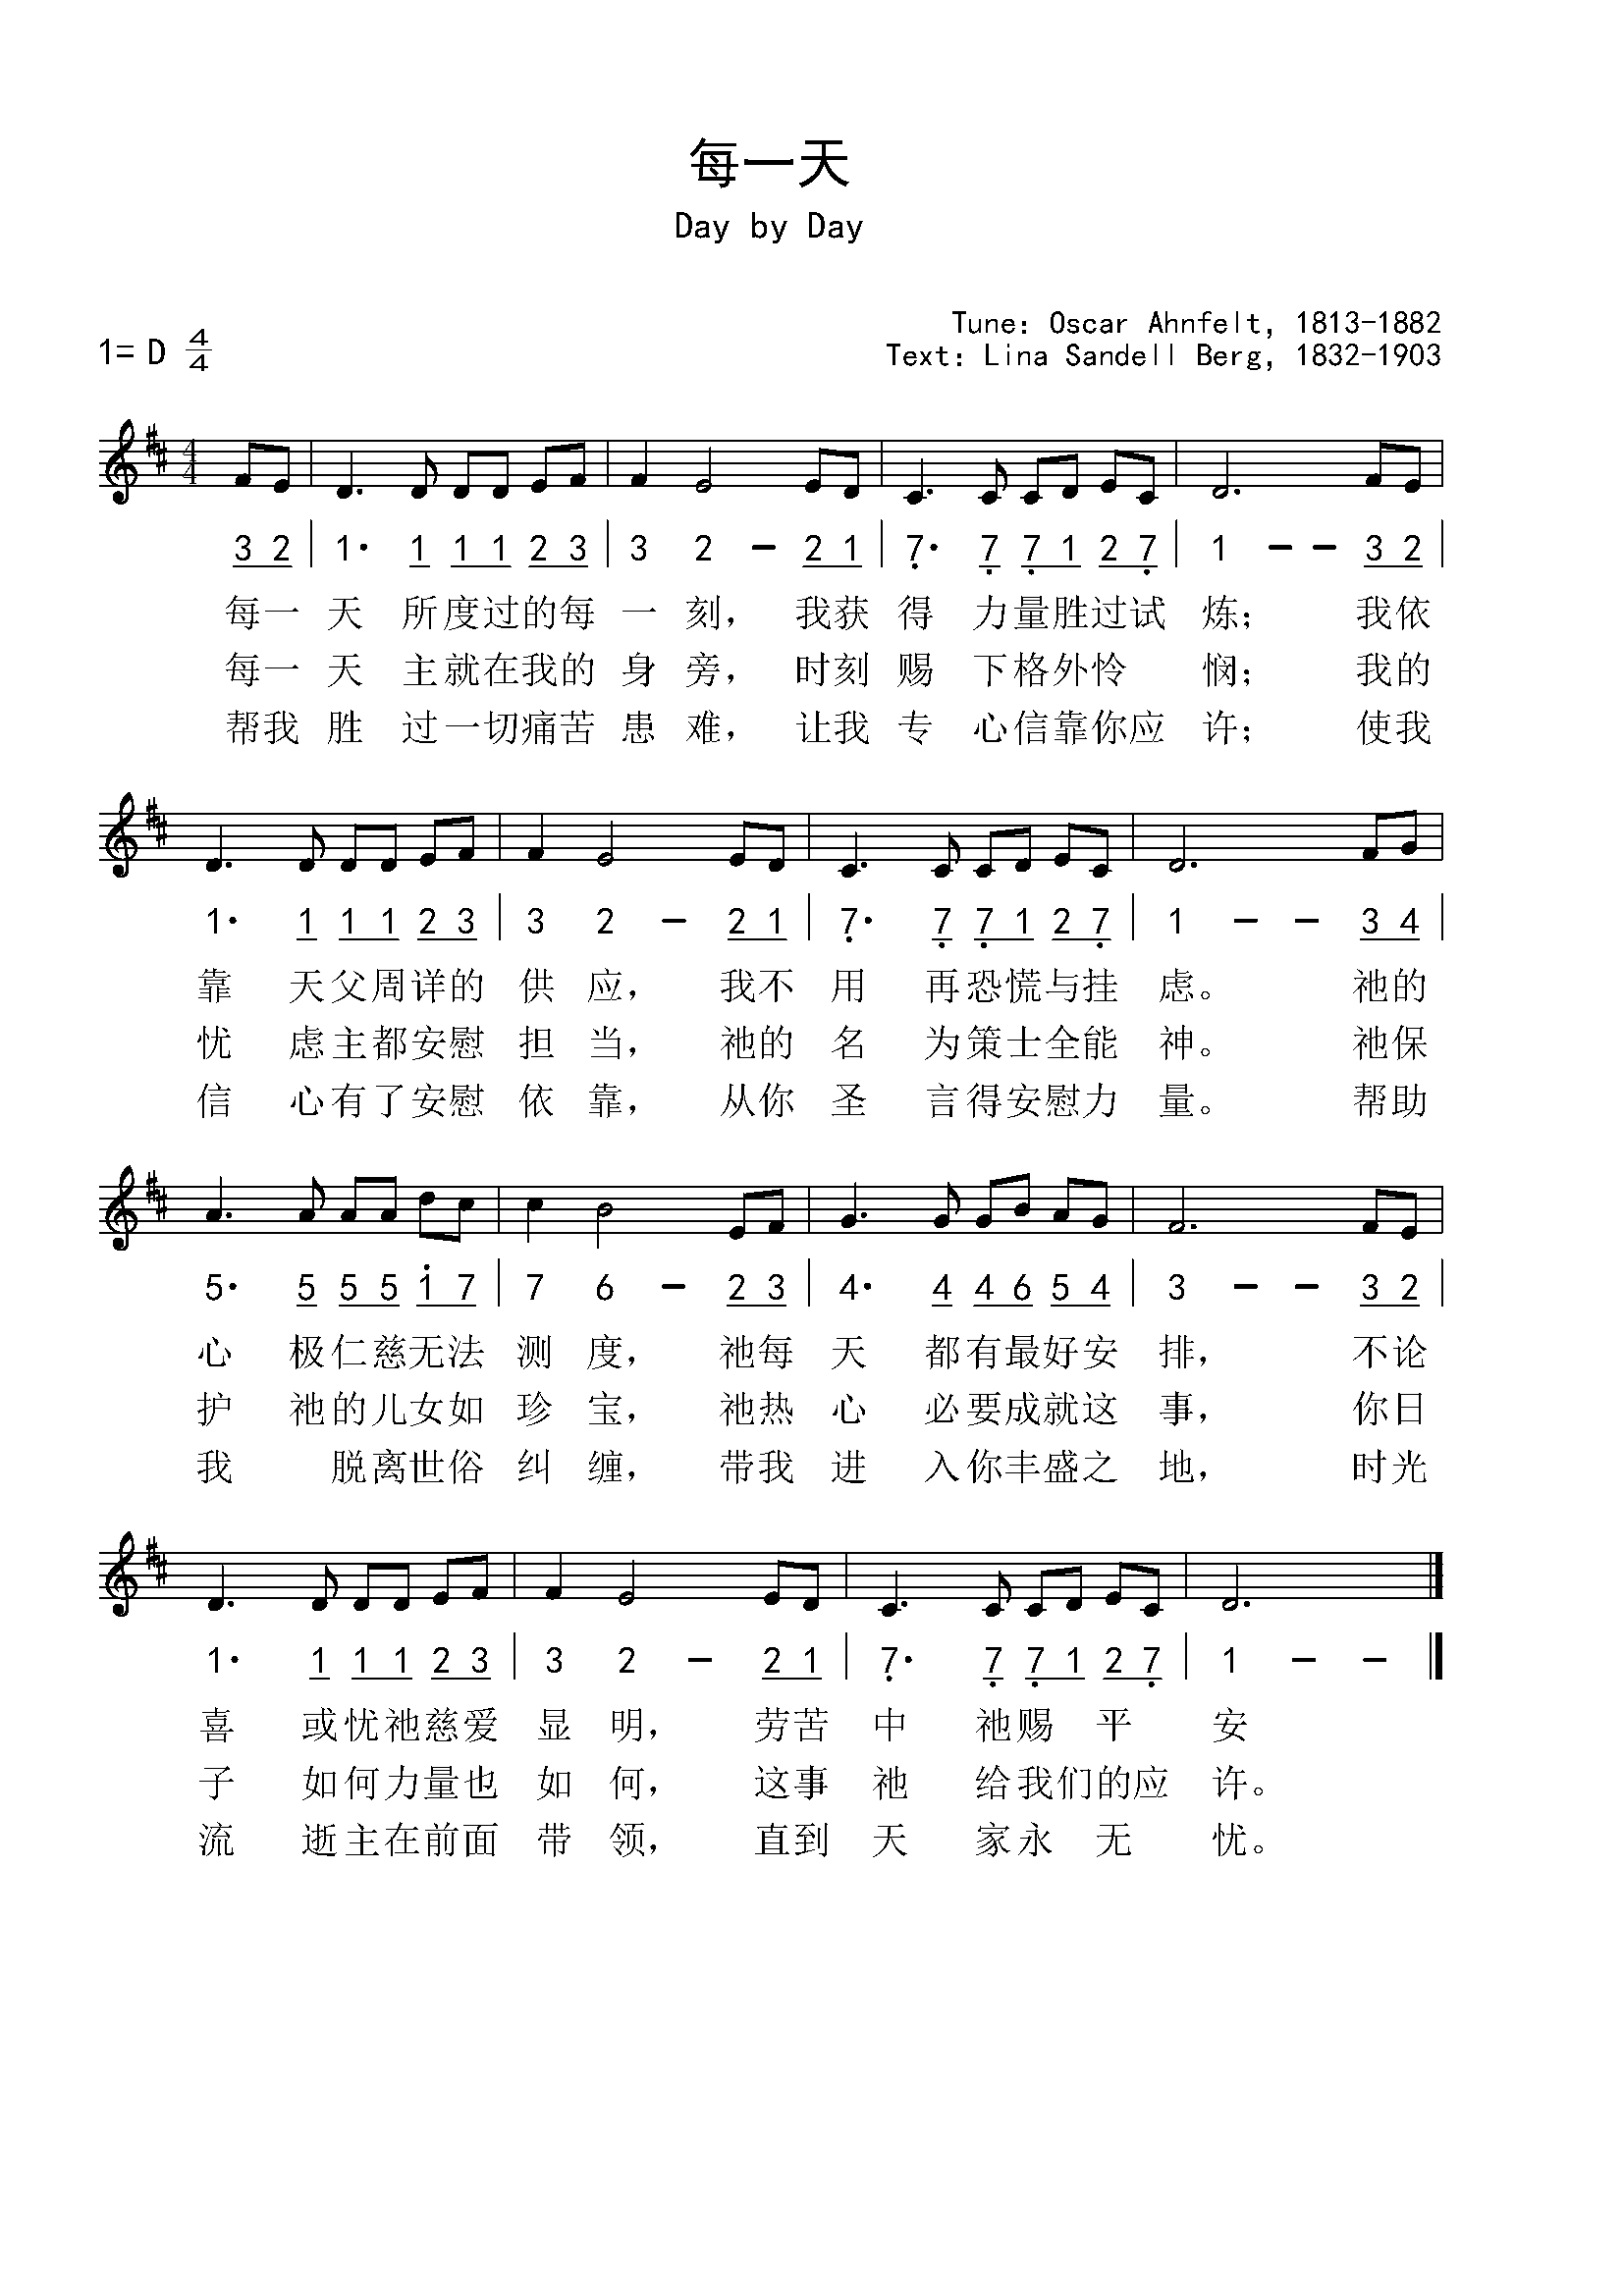 每一天
Day by Day
Tune: Oscar Ahnfelt, 1813-1882
1= D 4/4 Text: Lina Sandell Berg, 1832-1903
4/4
3 2 | 1· 1 1 1 2 3 | 3 2 - 2 1 | 7̣· 7̣ 7̣ 1 2 7̣ | 1 - - 3 2 |
每一 天 所度过的每 一 刻， 我获 得 力量胜过试 炼； 我依
每一 天 主就在我的 身 旁， 时刻 赐 下格外怜 悯； 我的
帮我 胜 过一切痛苦 患 难， 让我 专 心信靠你应 许； 使我
1· 1 1 1 2 3 | 3 2 - 2 1 | 7̣· 7̣ 7̣ 1 2 7̣ | 1 - - 3 4 |
靠 天父周详的 供 应， 我不 用 再恐慌与挂 虑。 祂的
忧 虑主都安慰 担 当， 祂的 名 为策士全能 神。 祂保
信 心有了安慰 依 靠， 从你 圣 言得安慰力 量。 帮助
5· 5 5 5 1̇ 7 | 7 6 - 2 3 | 4· 4 4 6 5 4 | 3 - - 3 2 |
心 极仁慈无法 测 度， 祂每 天 都有最好安 排， 不论
护 祂的儿女如 珍 宝， 祂热 心 必要成就这 事， 你日
我 脱离世俗 纠 缠， 带我 进 入你丰盛之 地， 时光
1· 1 1 1 2 3 | 3 2 - 2 1 | 7̣· 7̣ 7̣ 1 2 7̣ | 1 - - |
喜 或忧祂慈爱 显 明， 劳苦 中 祂赐 平 安
子 如何力量也 如 何， 这事 祂 给我们的应 许。
流 逝主在前面 带 领， 直到 天 家永 无 忧。